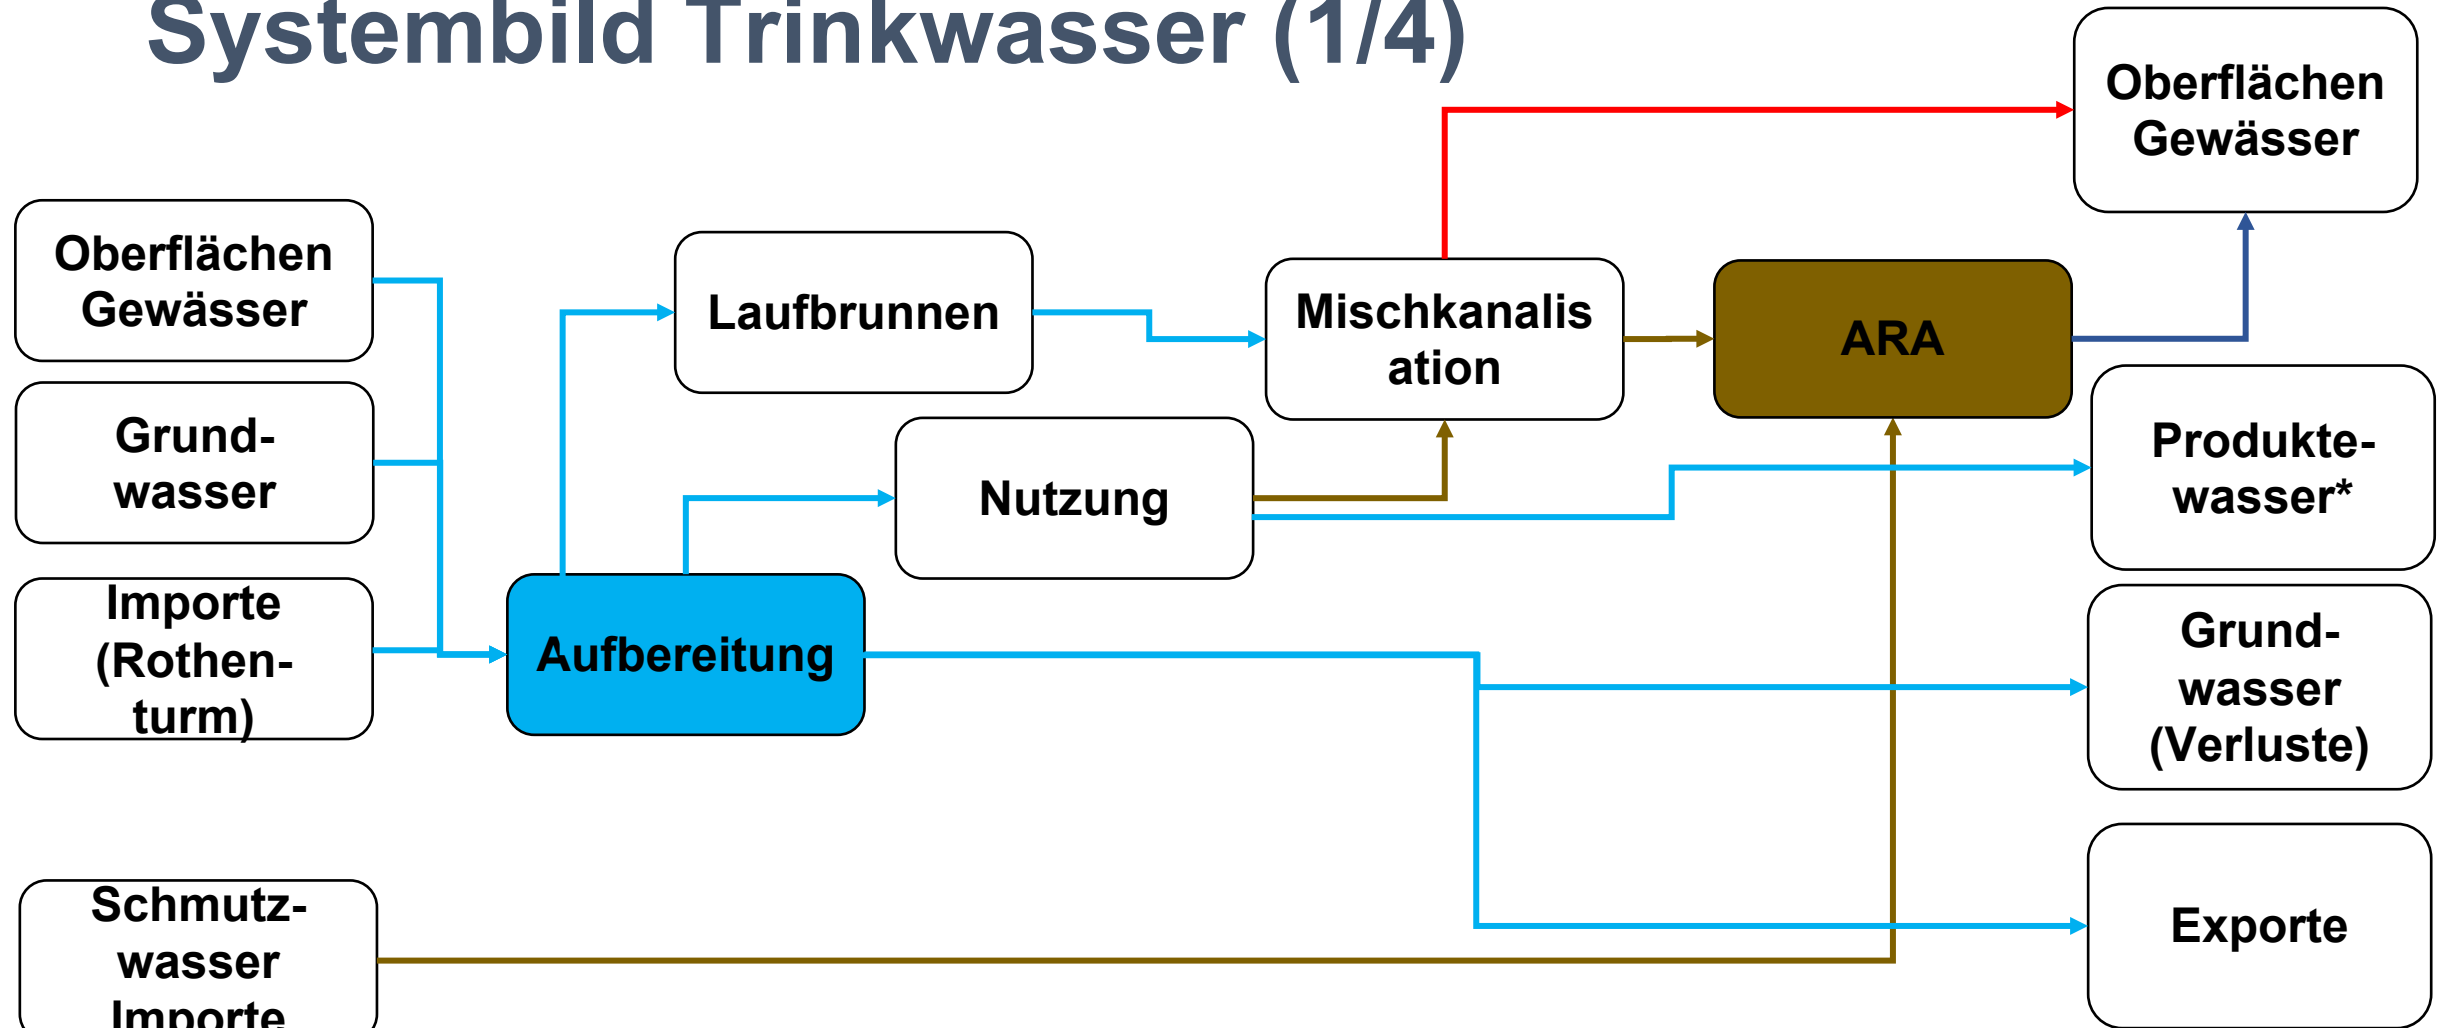 Systembild Trinkwasser (1/4)
Oberflächen
Gewässer
Oberflächen
Gewässer
Laufbrunnen
Mischkanalis
ation
ARA
Grund-
wasser
Nutzung
Produkte-
wasser*
Importe
(Rothen-
turm)
Aufbereitung
Grund-
wasser
(Verluste)
Schmutz-
wasser
Importe
Exporte